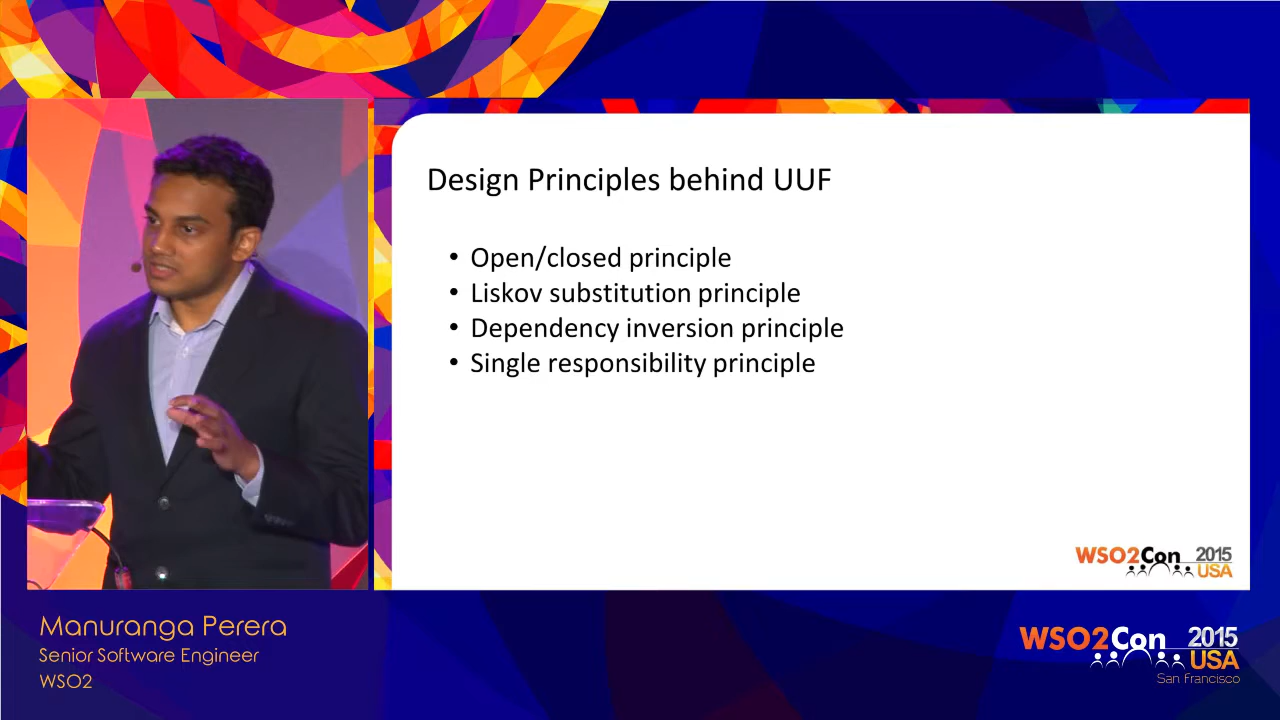 Design Principles behind UUF
• Open/closed principle
• Liskov substitution principle
• Dependency inversion principle
• Single responsibility principle
WSO2Con 2015
USA
Manuranga Perera
Senior Software Engineer
WSO2
WSO2Con 2015
USA
San Francisco